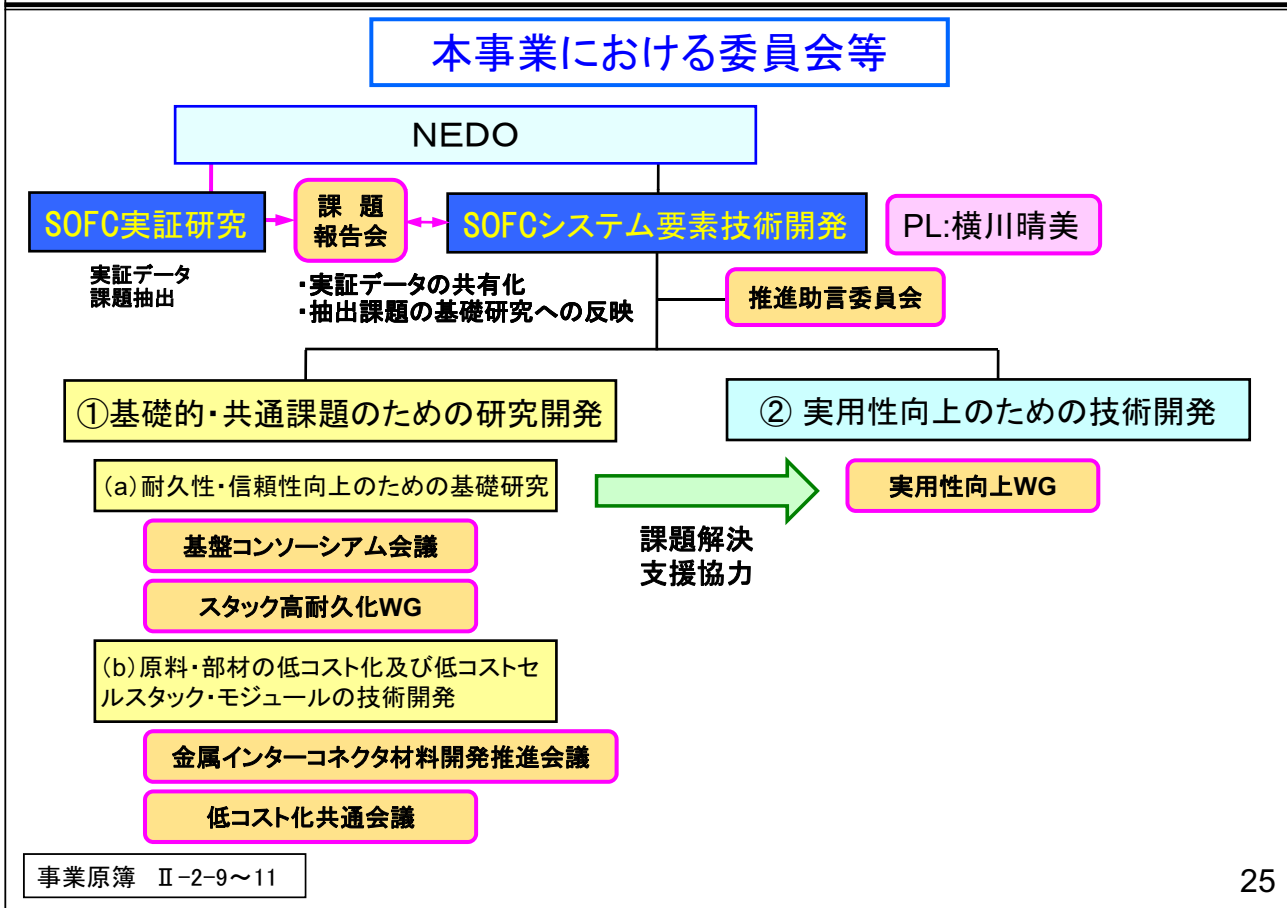 本事業における委員会等
NEDO
SOFC実証研究
課 題
報告会
SOFCシステム要素技術開発
PL:横川晴美
実証データ
課題抽出
・実証データの共有化
・抽出課題の基礎研究への反映
推進助言委員会
①基礎的・共通課題のための研究開発
② 実用性向上のための技術開発
(a)耐久性・信頼性向上のための基礎研究
基盤コンソーシアム会議
スタック高耐久化WG
課題解決
支援協力
実用性向上WG
(b)原料・部材の低コスト化及び低コストセ
ルスタック・モジュールの技術開発
金属インターコネクタ材料開発推進会議
低コスト化共通会議
事業原簿 Ⅱ-2-9~11
25